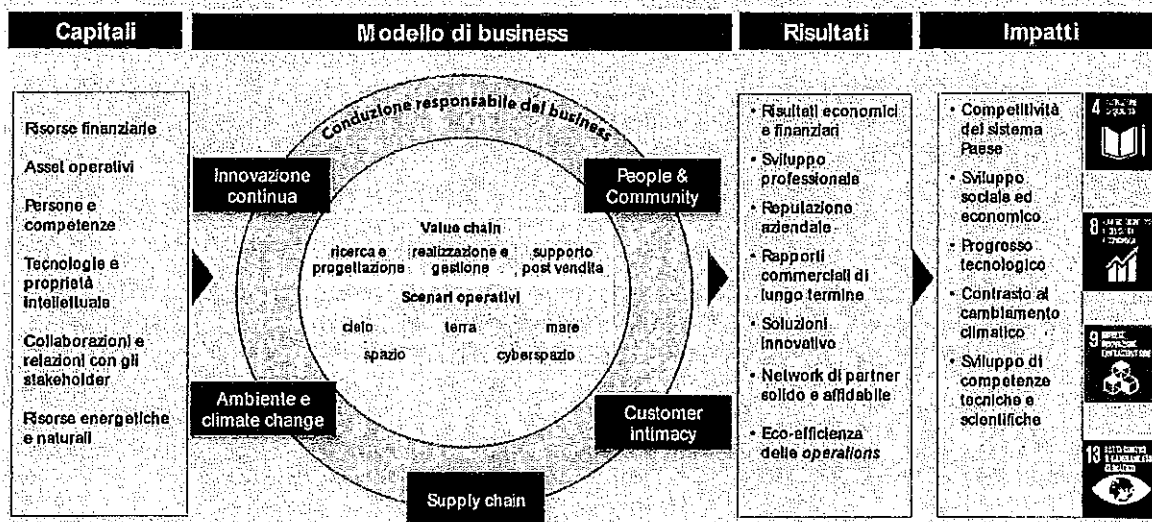 Capitali
Modello di business
Risultati
Impatti
Risorse finanziarie
Asset operativi
Persone e
competenze
Tecnologie e
proprietà
intellettuale
Collaborazioni e
relazioni con gli
stakeholder
Risorse energetiche
e naturali
Conduzione responsabile del business
Innovazione
continua
People &
Community
Value chain
ricerca e
progettazione
realizzazione e
gestione
supporto
post vendita
Scenari operativi
cielo terra mare
spazio cyberspazio
Ambiente e
climate change
Customer
intimacy
Supply chain
• Risultati economici
e finanziari
• Sviluppo
professionale
• Reputazione
aziendale
• Rapporti
commerciali di
lungo termine
• Soluzioni
innovative
• Network di partner
solido e affidabile
• Eco-efficienza
delle operations
• Competitività
del sistema
Paese
• Sviluppo
sociale ed
economico
• Progresso
tecnologico
• Contrasto al
cambiamento
climatico
• Sviluppo di
competenze
tecniche e
scientifiche
4
8
9
13